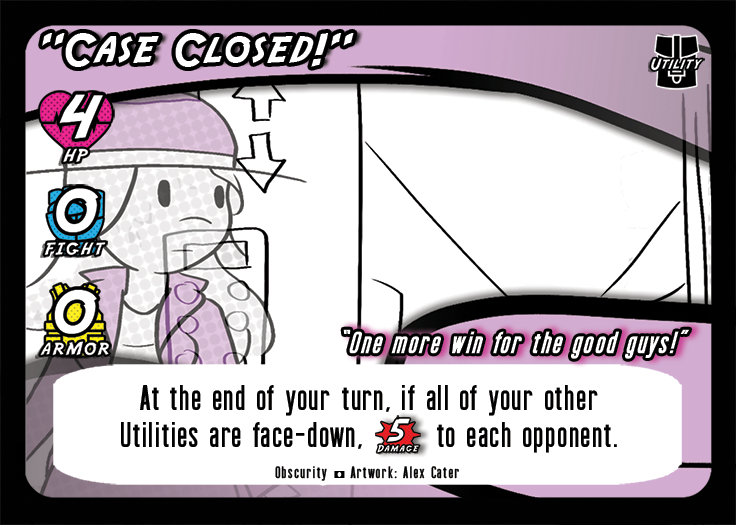 "Case Closed!"
Utility
4
HP
0
Fight
0
Armor
"One more win for the good guys!"
At the end of your turn, if all of your other
Utilities are face-down, 5 Damage to each opponent.
Obscurity Artwork: Alex Cater